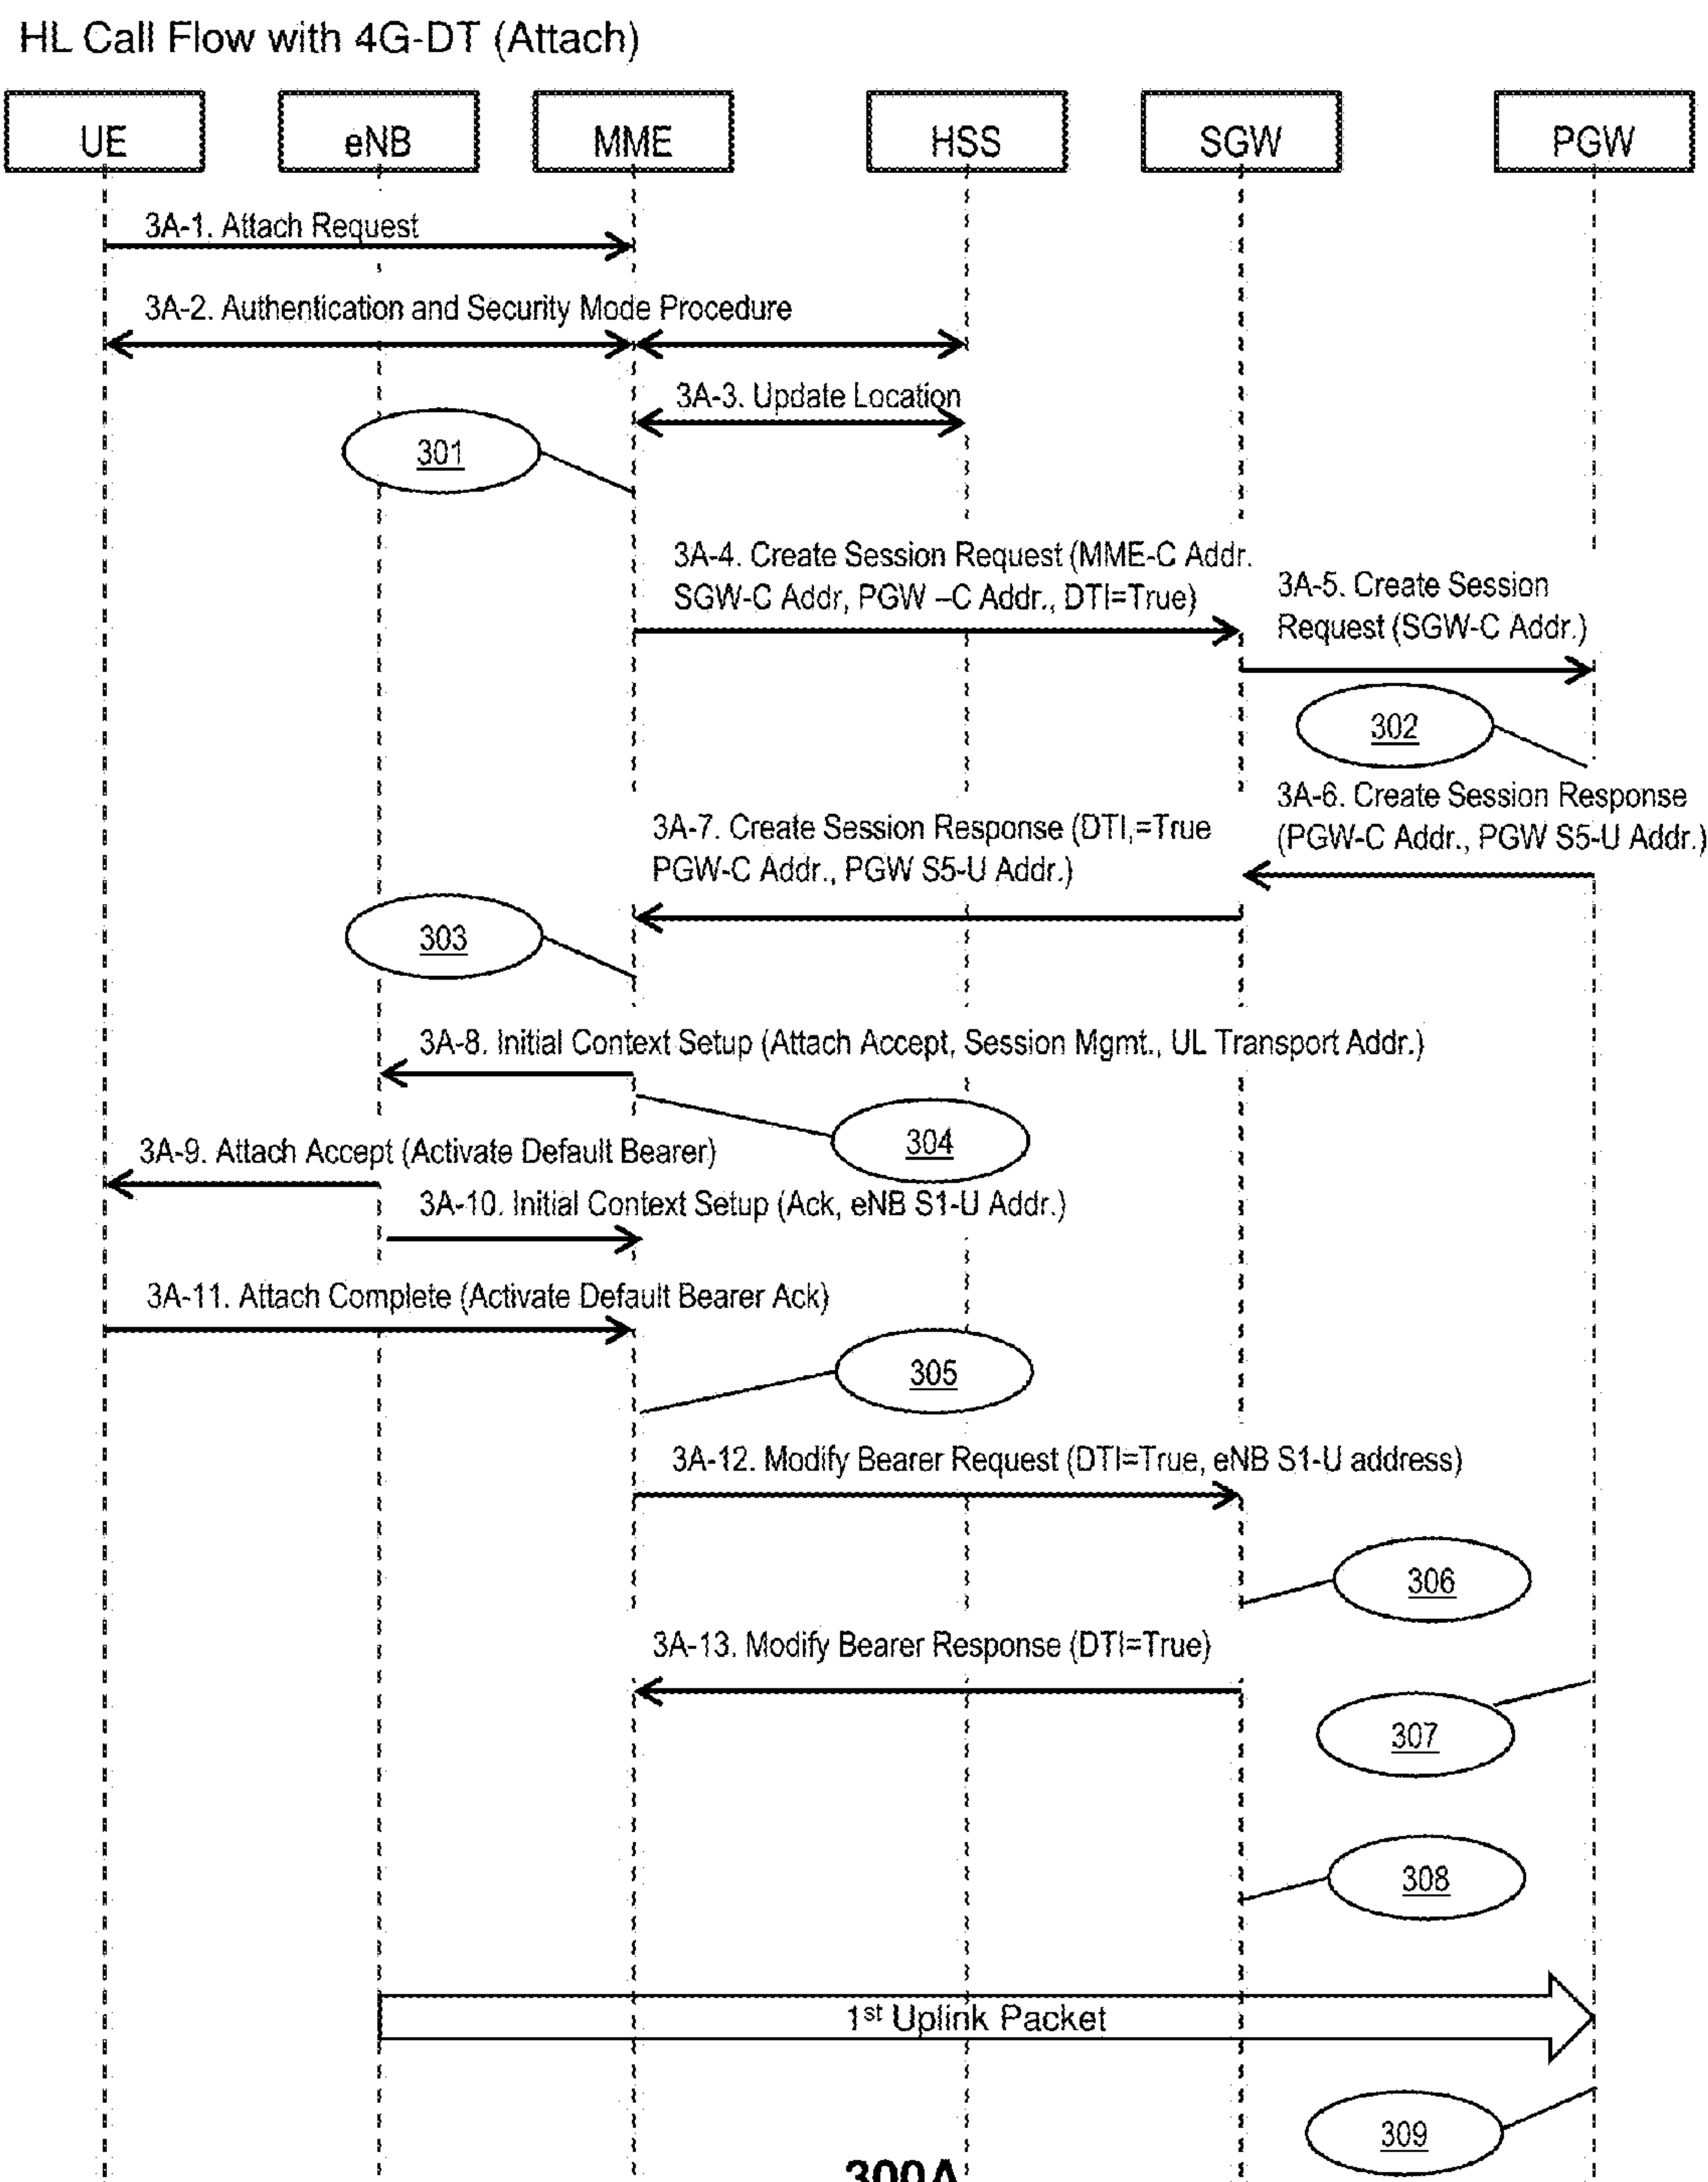 HL Call Flow with 4G-DT (Attach)
UE eNB MME HSS SGW PGW
3A-1. Attach Request
3A-2. Authentication and Security Mode Procedure
3A-3. Update Location
301
3A-4. Create Session Request (MME-C Addr.
SGW-C Addr, PGW –C Addr., DTI=True)
3A-5. Create Session
Request (SGW-C Addr.)
302
3A-6. Create Session Response
(PGW-C Addr., PGW S5-U Addr.)
3A-7. Create Session Response (DTI,=True
PGW-C Addr., PGW S5-U Addr.)
303
3A-8. Initial Context Setup (Attach Accept, Session Mgmt., UL Transport Addr.)
304
3A-9. Attach Accept (Activate Default Bearer)
3A-10. Initial Context Setup (Ack, eNB S1-U Addr.)
3A-11. Attach Complete (Activate Default Bearer Ack)
305
3A-12. Modify Bearer Request (DTI=True, eNB S1-U address)
306
3A-13. Modify Bearer Response (DTI=True)
307
308
1st Uplink Packet
309
300A